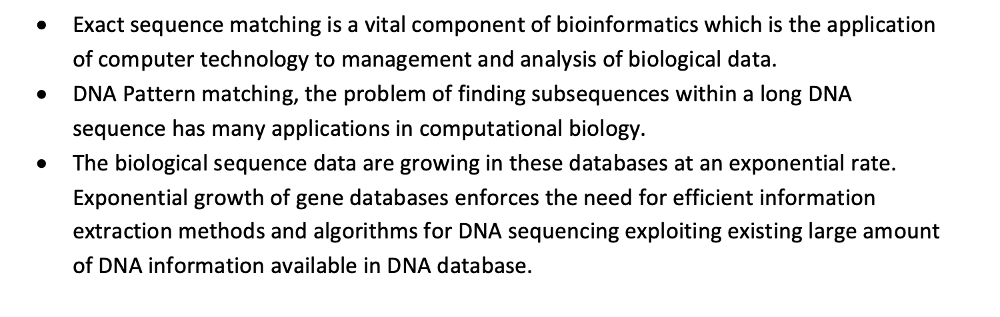 • Exact sequence matching is a vital component of bioinformatics which is the application
of computer technology to management and analysis of biological data.
• DNA Pattern matching, the problem of finding subsequences within a long DNA
sequence has many applications in computational biology.
• The biological sequence data are growing in these databases at an exponential rate.
Exponential growth of gene databases enforces the need for efficient information
extraction methods and algorithms for DNA sequencing exploiting existing large amount
of DNA information available in DNA database.